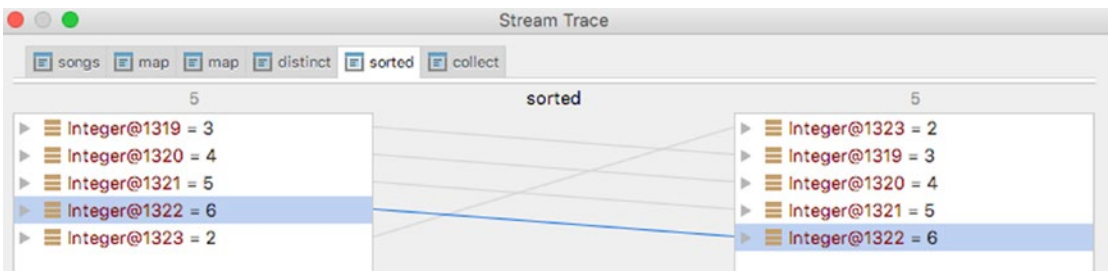 Stream Trace
songs map map distinct sorted collect
5 sorted 5
Integer@1319 = 3
Integer@1320 = 4
Integer@1321 = 5
Integer@1322 = 6
Integer@1323 = 2
Integer@1323 = 2
Integer@1319 = 3
Integer@1320 = 4
Integer@1321 = 5
Integer@1322 = 6